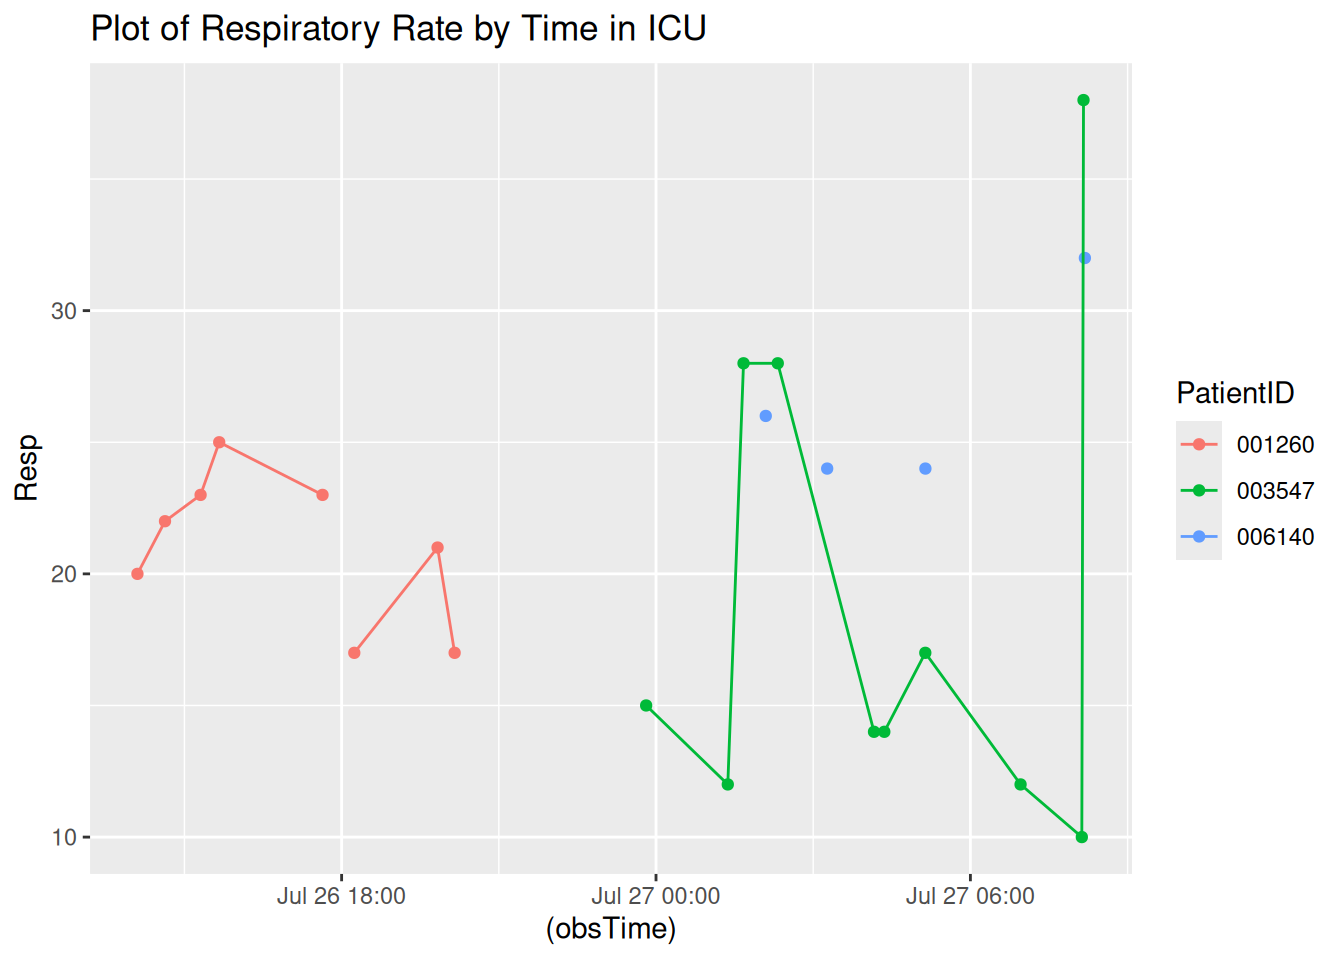 Plot of Respiratory Rate by Time in ICU
Resp
30
20
10
Jul 26 18:00
Jul 27 00:00
Jul 27 06:00
(obsTime)
PatientID
001260
003547
006140